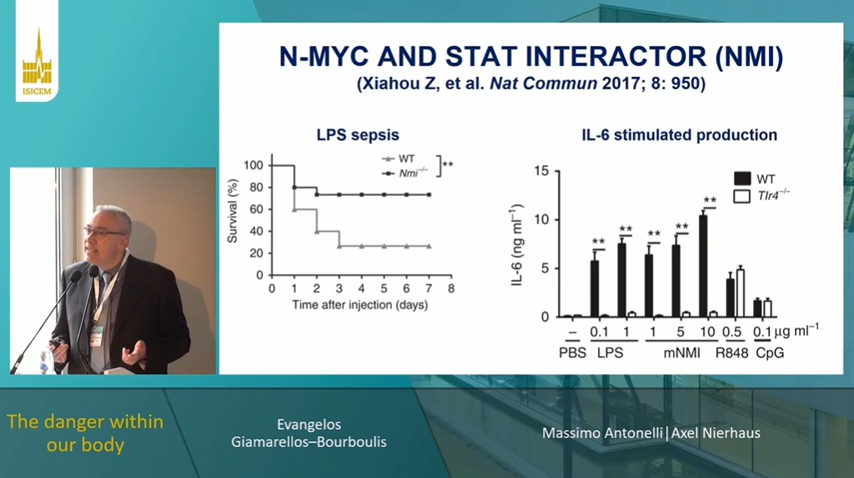 ISICEM
N-MYC AND STAT INTERACTOR (NMI)
(Xiahou Z, et al. Nat Commun 2017; 8: 950)
LPS sepsis
WT
Nmi⁻/⁻
**
Survival (%)
100
80
60
40
20
0
0 1 2 3 4 5 6 7 8
Time after injection (days)
IL-6 stimulated production
WT
Tlr4⁻/⁻
IL-6 (ng ml⁻¹)
15
10
5
0
** ** ** ** **
– 0.1 1 1 5 10 0.5 0.1 µg ml⁻¹
PBS LPS mNMI R848 CpG
The danger within
our body
Evangelos
Giamarellos–Bourboulis
Massimo Antonelli|Axel Nierhaus